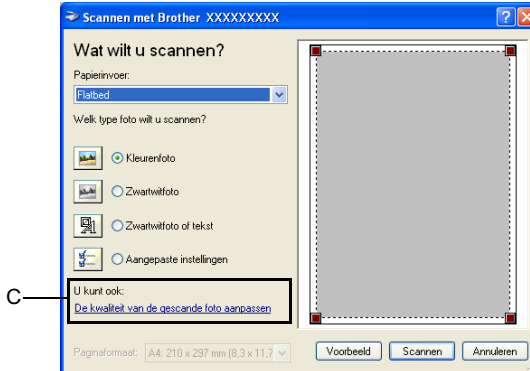 Scannen met Brother XXXXXXXXX
Wat wilt u scannen?
Papierinvoer:
Flatbed
Welk type foto wilt u scannen?
Kleurenfoto
Zwartwitfoto
Zwartwitfoto of tekst
Aangepaste instellingen
C
U kunt ook:
De kwaliteit van de gescande foto aanpassen
Paginaformaat: A4: 210 x 297 mm (8,3 x 11,7
Voorbeeld Scannen Annuleren